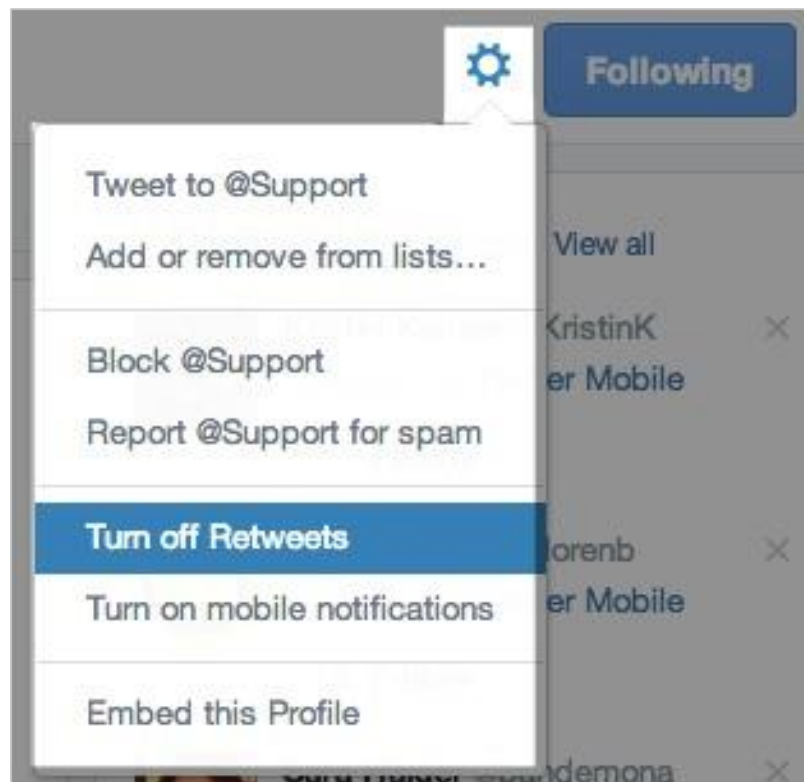 Following
Tweet to @Support
Add or remove from lists...
View all
KristinK
Block @Support
er Mobile
Report @Support for spam
Turn off Retweets
lorenb
Turn on mobile notifications
er Mobile
Embed this Profile